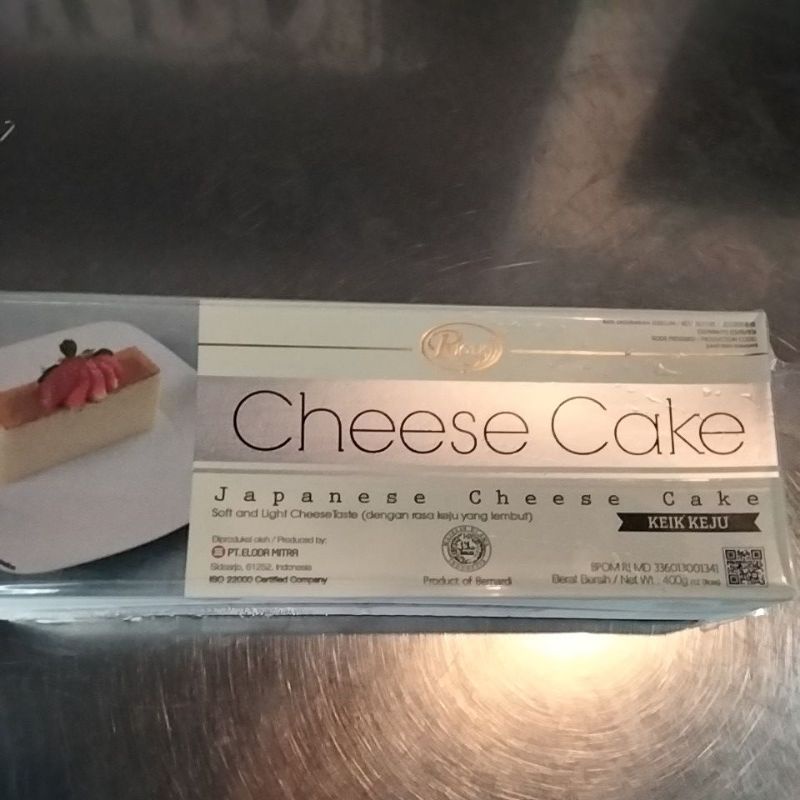 Cheese Cake
Japanese Cheese Cake
Soft and Light Cheese Taste (dengan rasa keju yang lembut)
KEIK KEJU
Diproduksi oleh / Produced by:
PT. ELODA MITRA
Sidoarjo, 61252, Indonesia
ISO 22000 Certified Company
Product of Bernardi
BPOM RI MD
Berat Bersih / Net Wt. : 400g